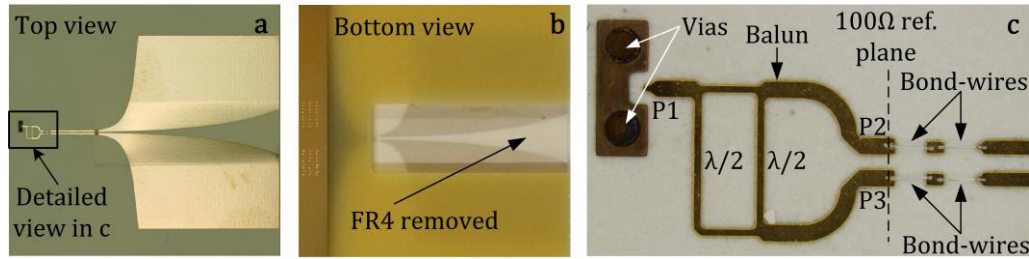 Top view
a
Detailed
view in c
Bottom view
b
FR4 removed
Vias
Balun
100Ω ref.
plane
c
Bond-wires
P1
P2
λ/2
λ/2
P3
Bond-wires